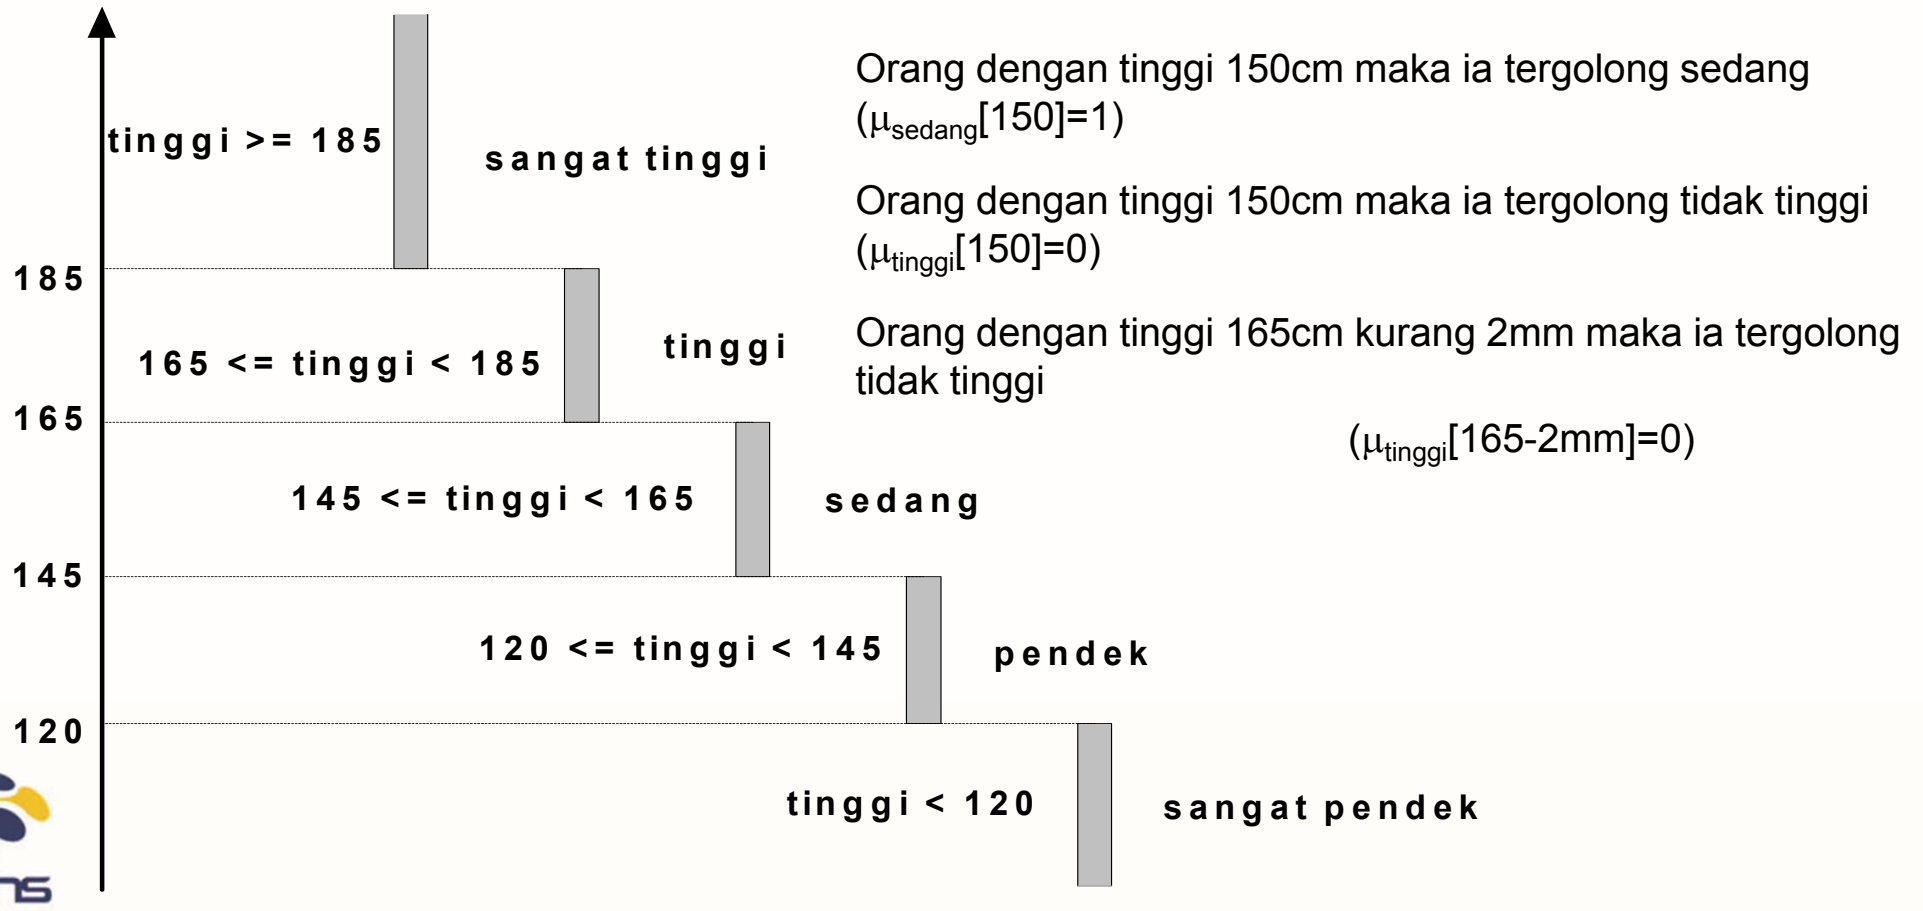 tinggi >= 185
sangat tinggi
185
165 <= tinggi < 185
tinggi
165
145 <= tinggi < 165
sedang
145
120 <= tinggi < 145
pendek
120
tinggi < 120
sangat pendek
Orang dengan tinggi 150cm maka ia tergolong sedang
(μsedang[150]=1)
Orang dengan tinggi 150cm maka ia tergolong tidak tinggi
(μtinggi[150]=0)
Orang dengan tinggi 165cm kurang 2mm maka ia tergolong
tidak tinggi
(μtinggi[165-2mm]=0)